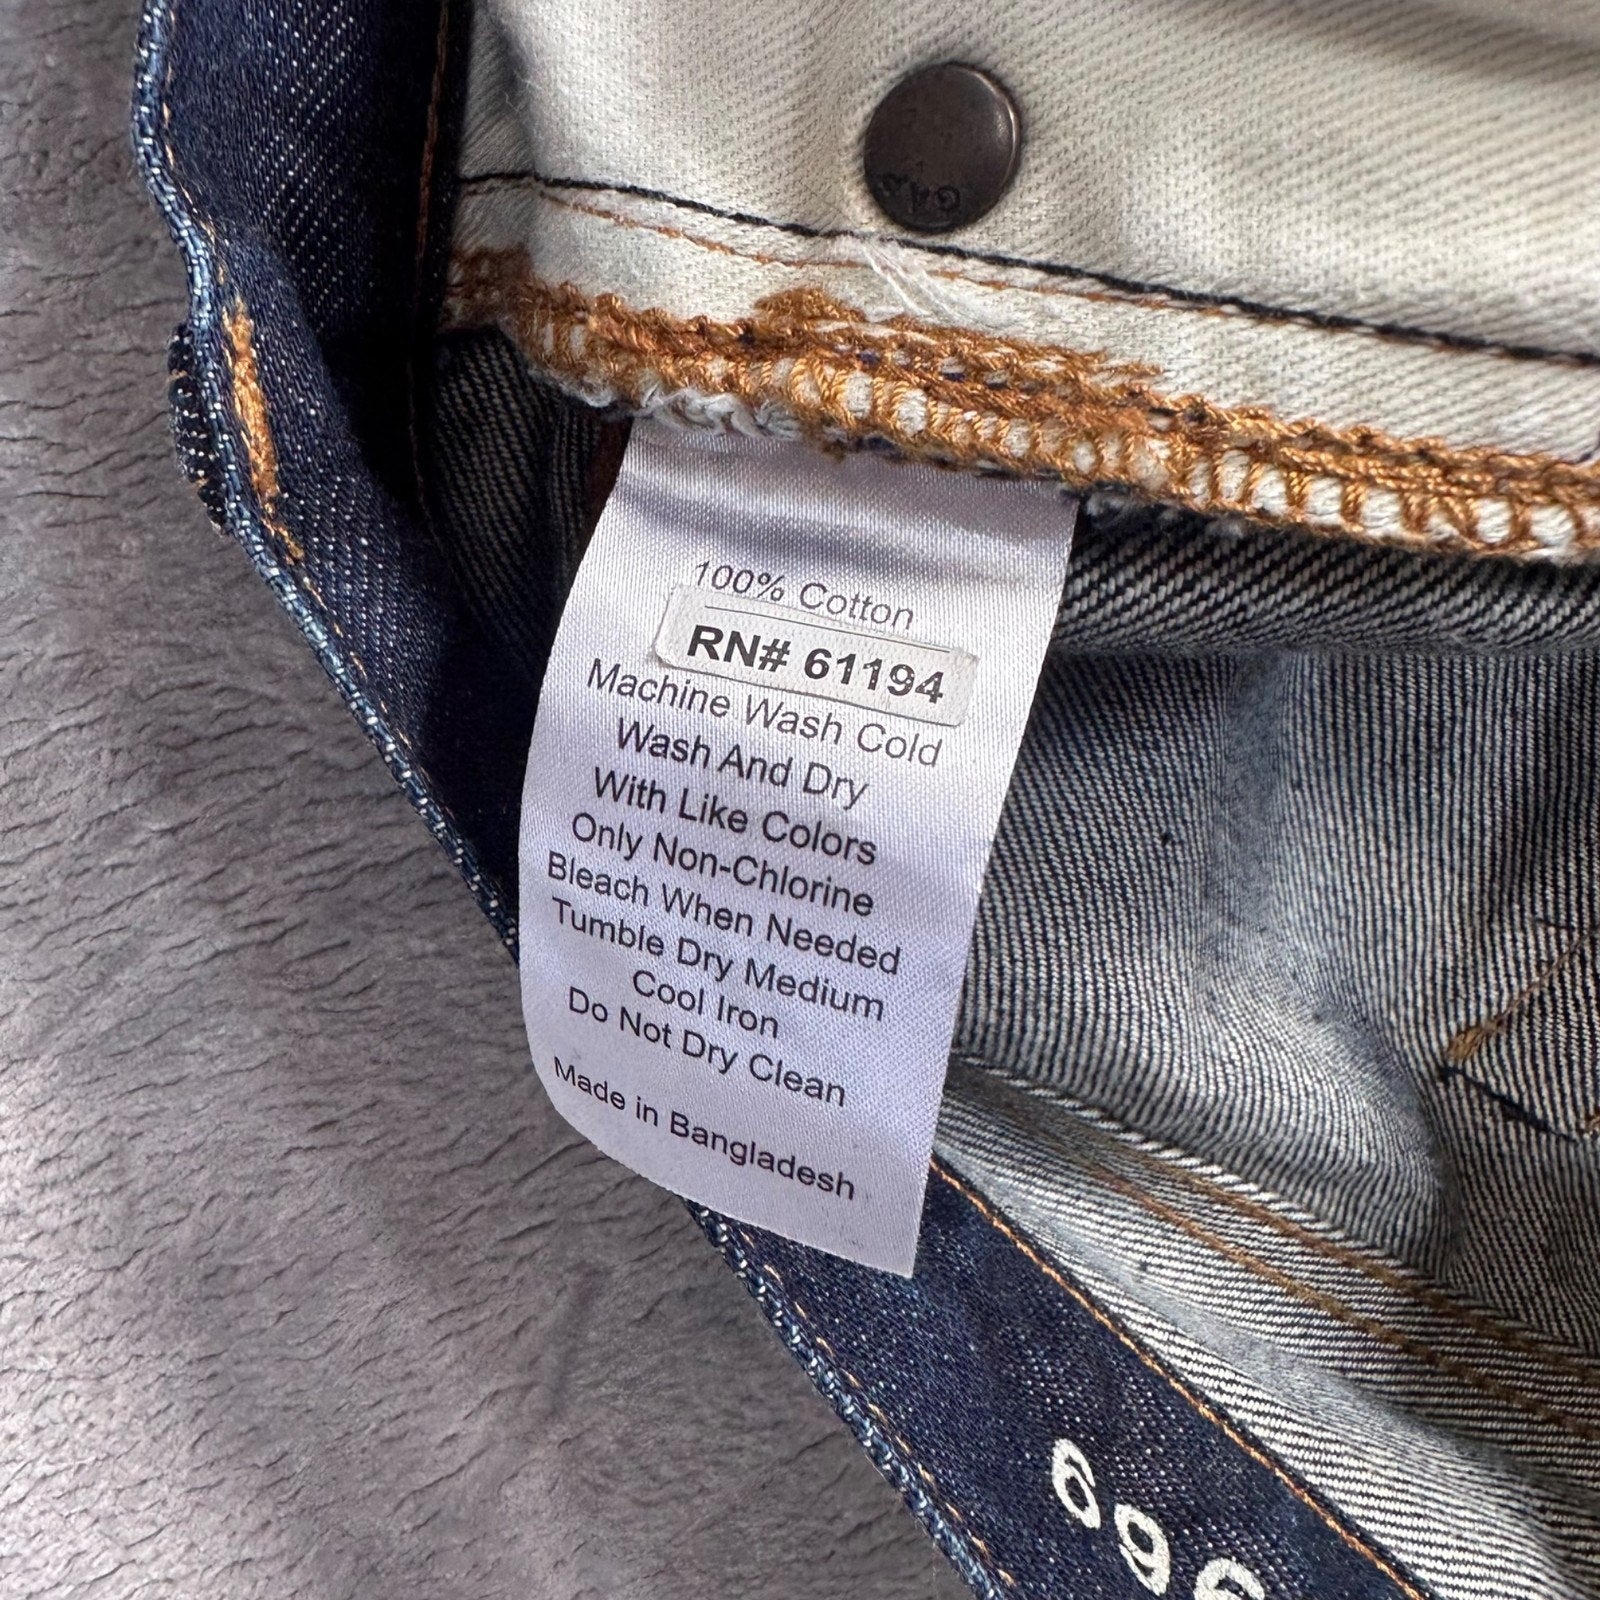 100% Cotton
RN# 61194
Machine Wash Cold
Wash And Dry
With Like Colors
Only Non-Chlorine
Bleach When Needed
Tumble Dry Medium
Cool Iron
Do Not Dry Clean
Made in Bangladesh